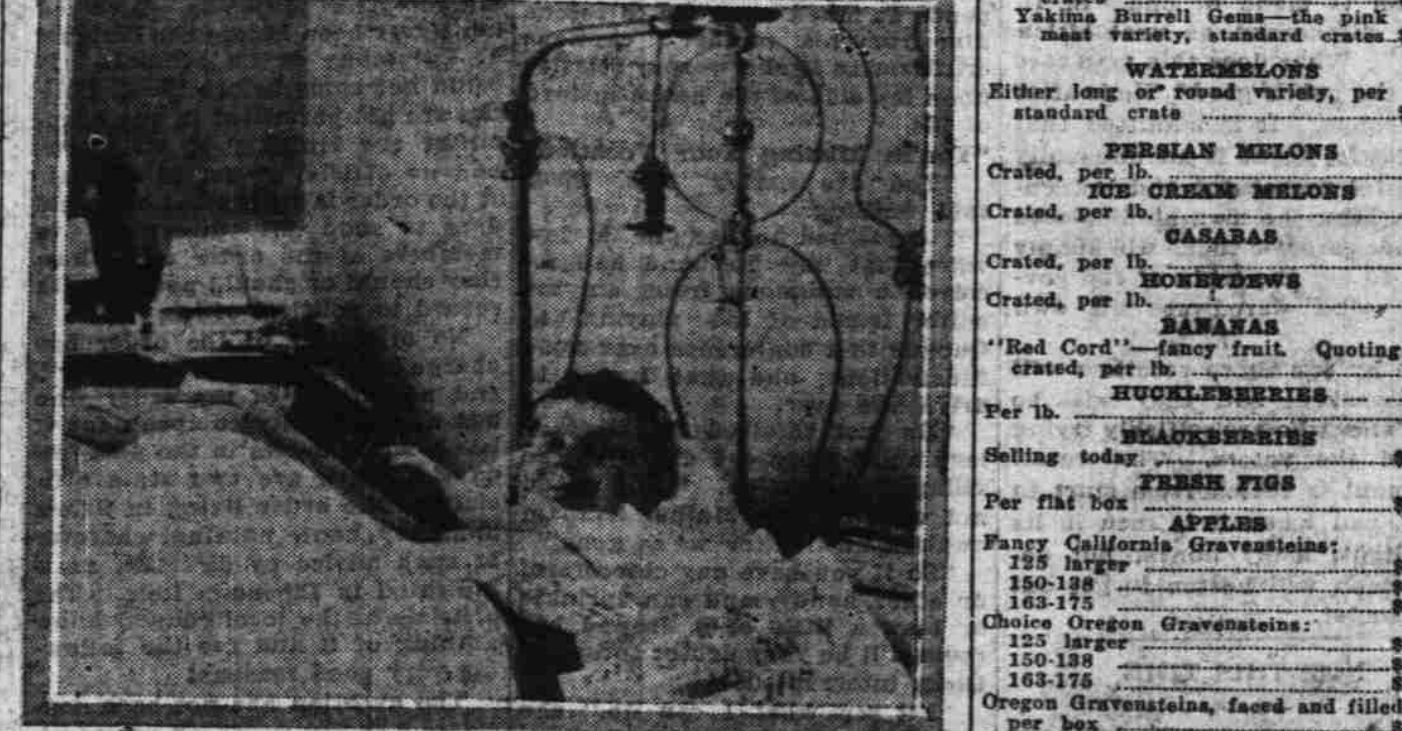 Yakima Burrell Gems—the pink
meat variety, standard crates
WATERMELONS
Either long or round variety, per
standard crate
PERSIAN MELONS
Crated, per lb.
ICE CREAM MELONS
Crated, per lb.
CASABAS
Crated, per lb.
HONEYDEWS
Crated, per lb.
BANANAS
"Red Cord"—fancy fruit. Quoting
crated, per lb.
HUCKLEBERRIES
Per lb.
BLACKBERRIES
Selling today
FRESH FIGS
Per flat box
APPLES
Fancy California Gravensteins:
125 larger
150-138
163-175
Choice Oregon Gravensteins:
125 larger
150-138
163-175
Oregon Gravensteins, faced and filled
per box